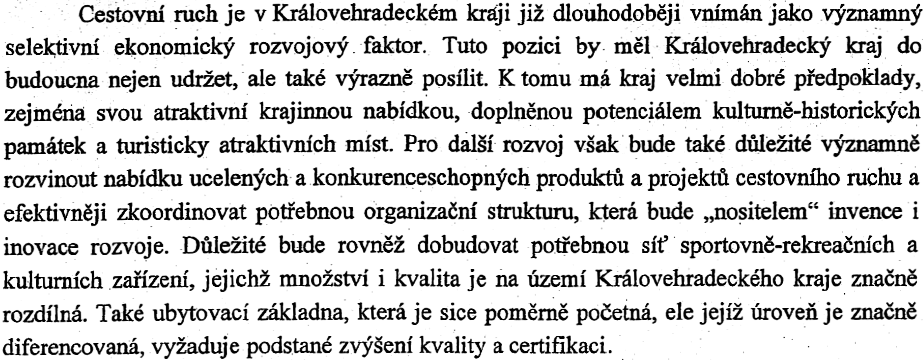 Cestovní ruch je v Královehradeckém kraji již dlouhodoběji vnímán jako významný
selektivní ekonomický rozvojový faktor. Tuto pozici by měl Královehradecký kraj do
budoucna nejen udržet, ale také výrazně posílit. K tomu má kraj velmi dobré předpoklady,
zejména svou atraktivní krajinnou nabídkou, doplněnou potenciálem kulturně-historických
památek a turisticky atraktivních míst. Pro další rozvoj však bude také důležité významně
rozvinout nabídku ucelených a konkurenceschopných produktů a projektů cestovního ruchu a
efektivněji zkoordinovat potřebnou organizační strukturu, která bude „nositelem“ invence i
inovace rozvoje. Důležité bude rovněž dobudovat potřebnou síť sportovně-rekreačních a
kulturních zařízení, jejichž množství i kvalita je na území Královehradeckého kraje značně
rozdílná. Také ubytovací základna, která je sice poměrně početná, ele jejíž úroveň je značně
diferencovaná, vyžaduje podstané zvýšení kvality a certifikaci.